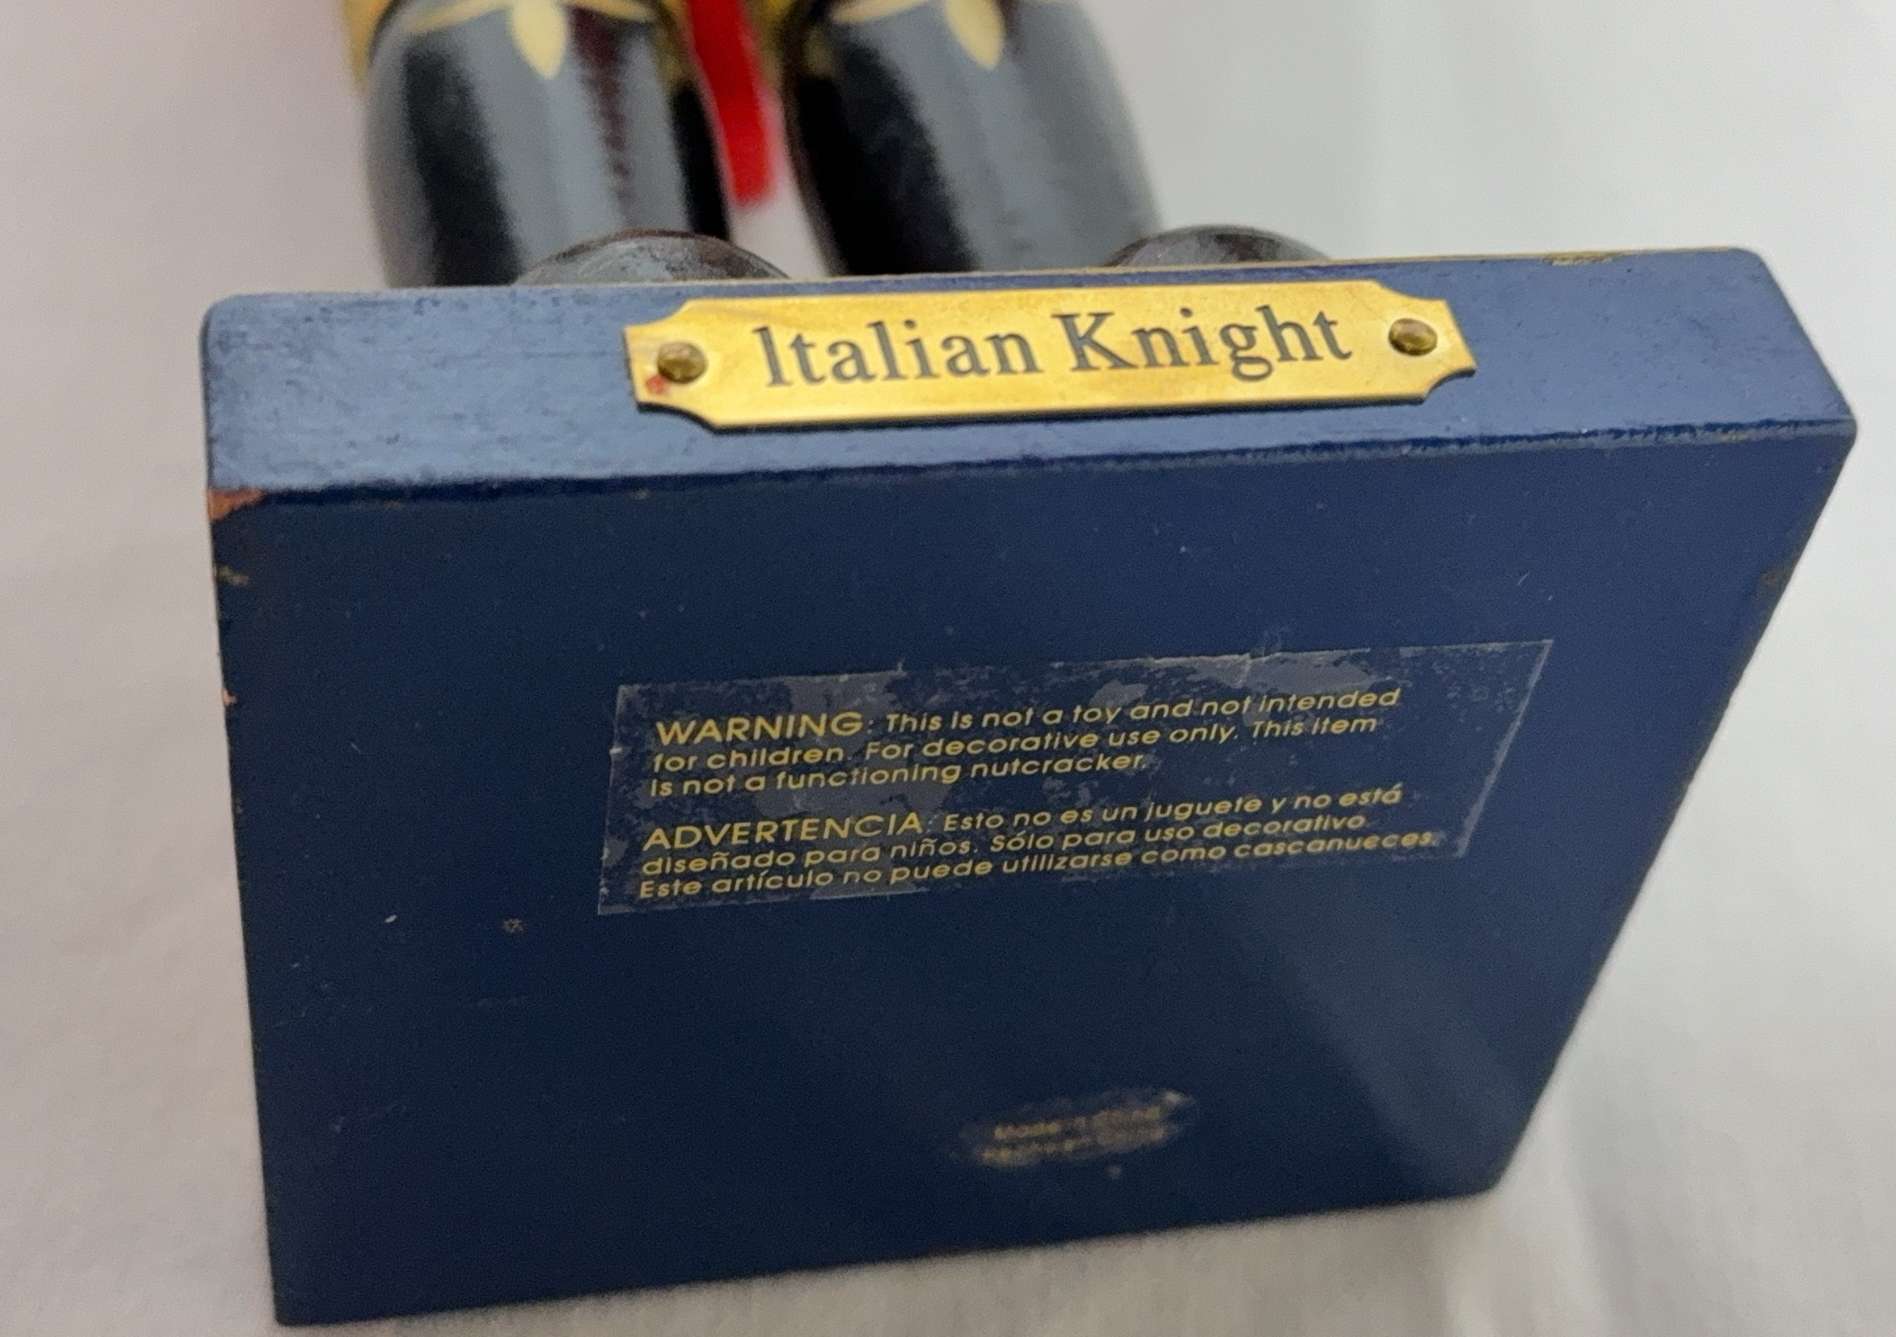 Italian Knight
WARNING: This is not a toy and not intended
for children. For decorative use only. This item
is not a functioning nutcracker.
ADVERTENCIA: Esto no es un juguete y no está
diseñado para niños. Sólo para uso decorativo.
Este artículo no puede utilizarse como cascanueces.
Made